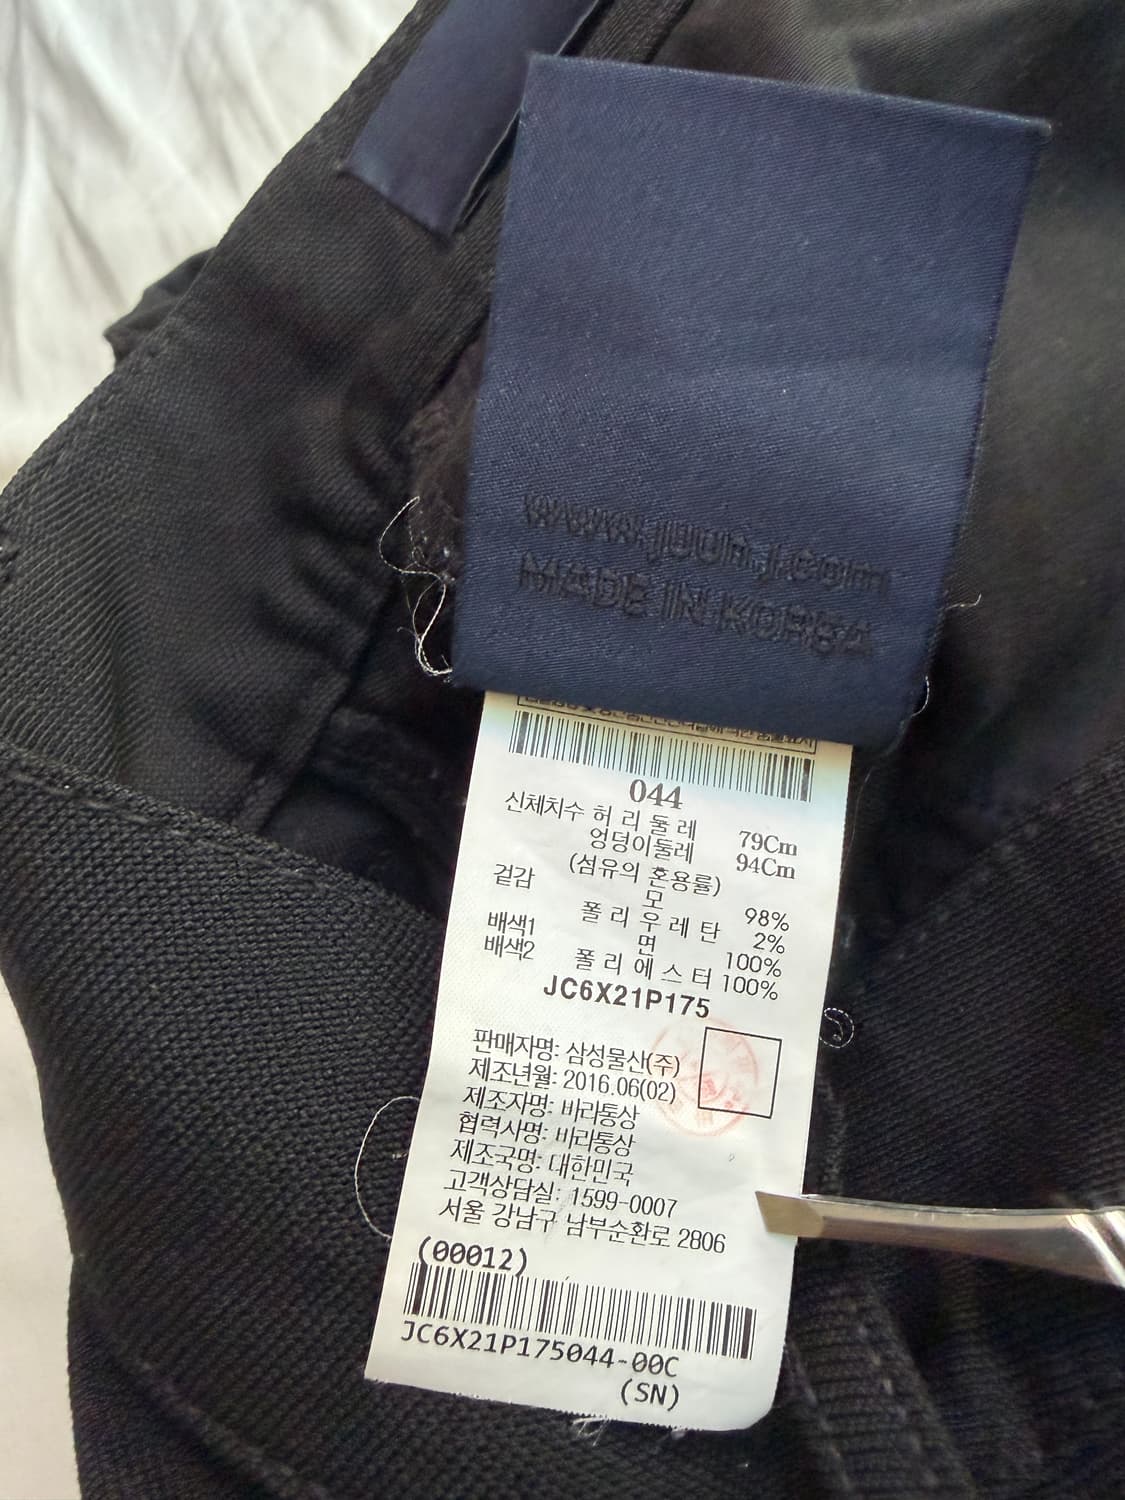 www.juunj.com
MADE IN KOREA
044
신체치수 허 리 둘 레 79Cm
엉덩이둘레 94Cm
(섬유의 혼용률)
겉감 모 98%
폴 리 우 레 탄 2%
배색1 면 100%
배색2 폴 리 에 스 터 100%
JC6X21P175
판매자명: 삼성물산(주)
제조년월: 2016.06(02)
제조자명: 바라통상
협력사명: 바라통상
제조국명: 대한민국
고객상담실: 1599-0007
서울 강남구 남부순환로 2806
(00012)
JC6X21P175044-00C
(SN)